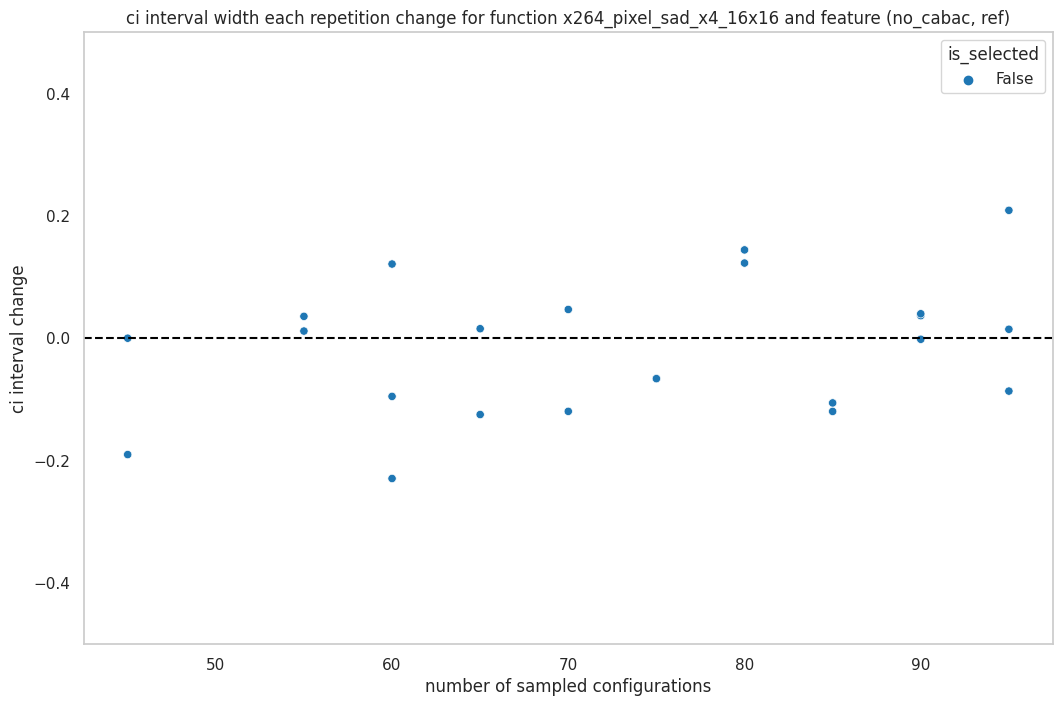 ci interval width each repetition change for function x264_pixel_sad_x4_16x16 and feature (no_cabac, ref)
is_selected
False
0.4
0.2
0.0
−0.2
−0.4
ci interval change
50 60 70 80 90
number of sampled configurations